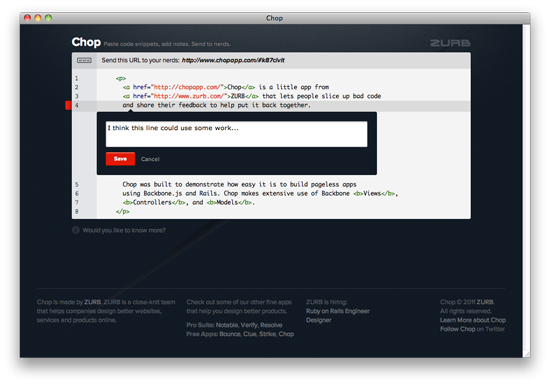 Chop
Chop Paste code snippets, add notes. Send to nerds.
ZURB
Send this URL to your nerds: http://www.chopapp.com/#kB7civit
1 <p>
2 <a href="http://chopapp.com/">Chop</a> is a little app from
3 <a href="http://www.zurb.com/">ZURB</a> that lets people slice up bad code
4 and share their feedback to help put it back together.
I think this line could use some work...
Save Cancel
5 Chop was built to demonstrate how easy it is to build pageless apps
6 using Backbone.js and Rails. Chop makes extensive use of Backbone <b>Views</b>,
7 <b>Controllers</b>, and <b>Models</b>.
8 </p>
Would you like to know more?
Chop is made by ZURB, ZURB is a close-knit team
that helps companies design better websites,
services and products online.
Check out some of our other fine apps
that help you design better products.
Pro Suite: Notable, Verify, Resolve
Free Apps: Bounce, Clue, Strike, Chop
ZURB is Hiring:
Ruby on Rails Engineer
Designer
Chop © 2011 ZURB.
All rights reserved.
Learn More about Chop
Follow Chop on Twitter